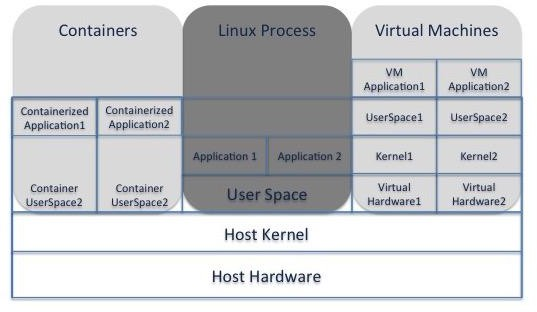 Containers
Linux Process
Virtual Machines
VM
Application1
VM
Application2
Containerized
Application1
Containerized
Application2
UserSpace1
UserSpace2
Application 1
Application 2
Kernel1
Kernel2
Container
UserSpace2
Container
UserSpace2
User Space
Virtual
Hardware1
Virtual
Hardware2
Host Kernel
Host Hardware